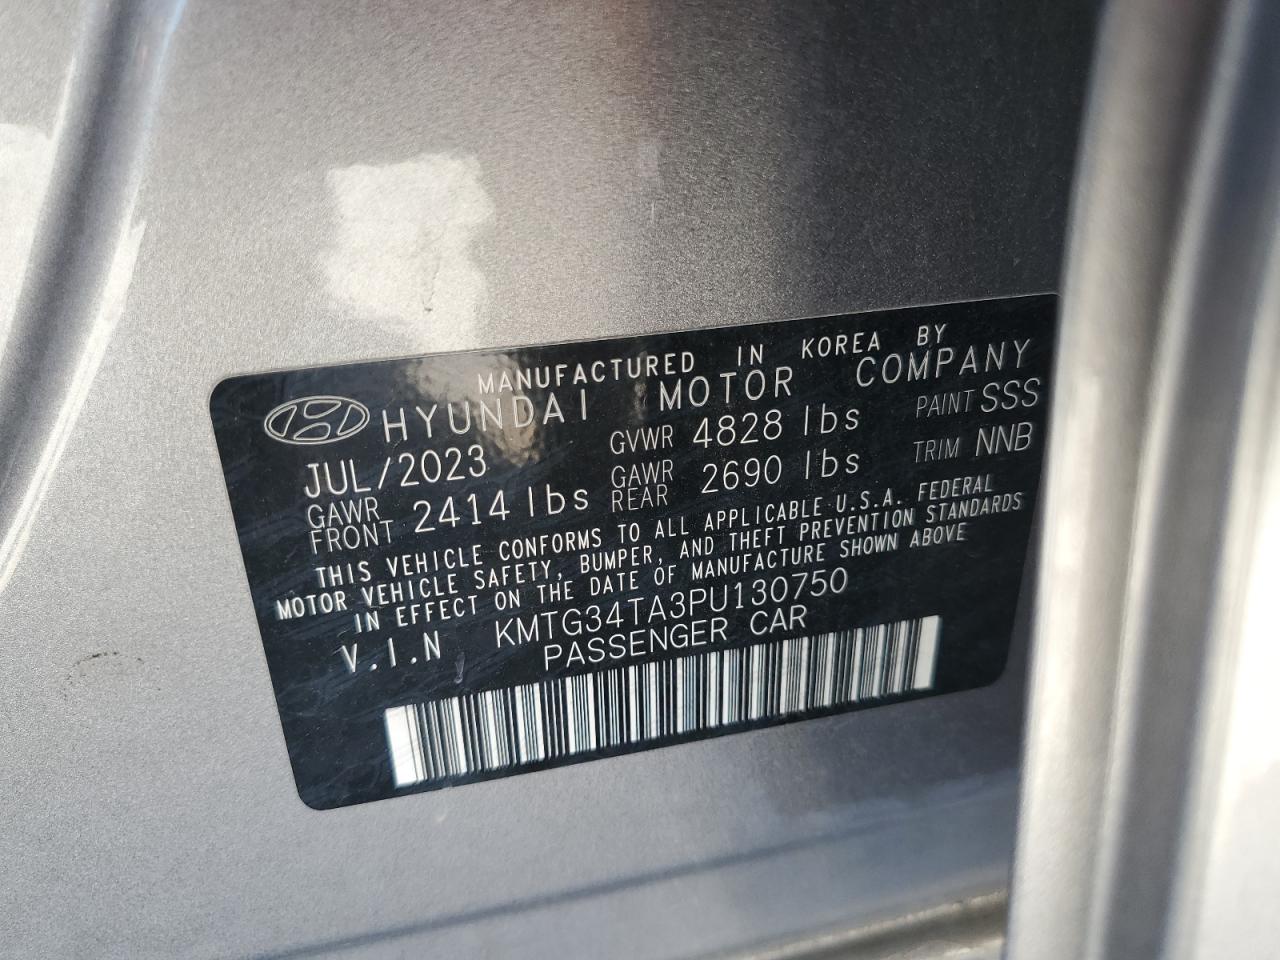 MANUFACTURED IN KOREA BY
HYUNDAI MOTOR COMPANY
JUL/2023 GVWR 4828 lbs PAINT SSS
GAWR FRONT 2414 lbs GAWR REAR 2690 lbs TRIM NNB
THIS VEHICLE CONFORMS TO ALL APPLICABLE U.S.A. FEDERAL
MOTOR VEHICLE SAFETY, BUMPER, AND THEFT PREVENTION STANDARDS
IN EFFECT ON THE DATE OF MANUFACTURE SHOWN ABOVE
V.I.N KMTG34TA3PU130750
PASSENGER CAR